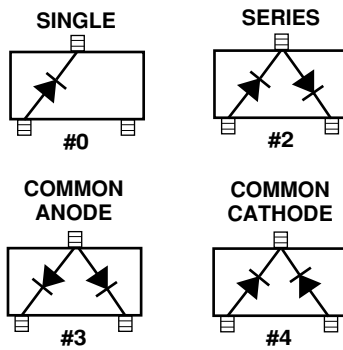 SINGLE
#0
SERIES
#2
COMMON
ANODE
#3
COMMON
CATHODE
#4